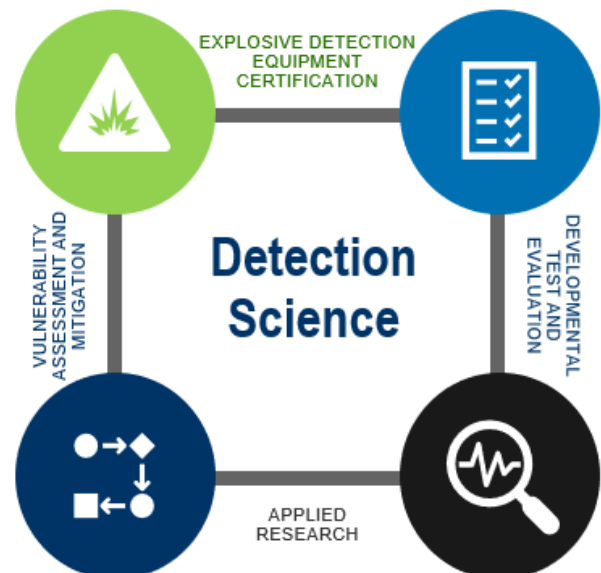 EXPLOSIVE DETECTION
EQUIPMENT
CERTIFICATION
VULNERABILITY
ASSESSMENT AND
MITIGATION
Detection
Science
DEVELOPMENTAL
TEST AND
EVALUATION
APPLIED
RESEARCH